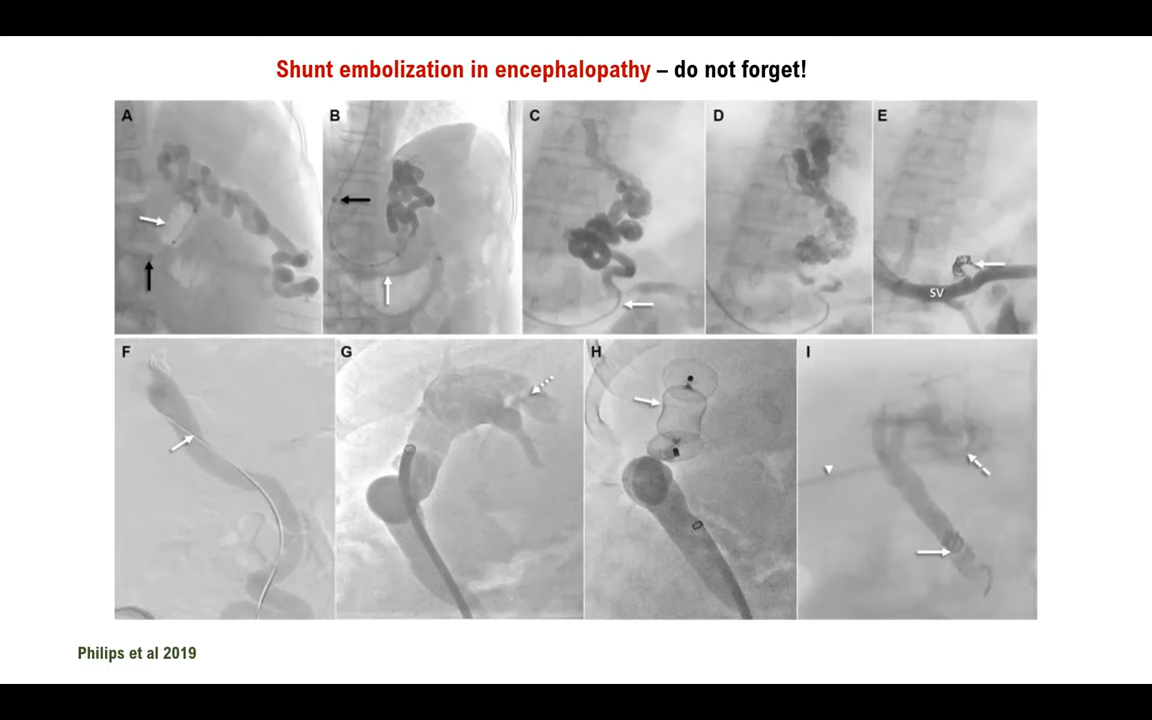 Shunt embolization in encephalopathy – do not forget!
A
B
C
D
E
SV
F
G
H
I
Philips et al 2019